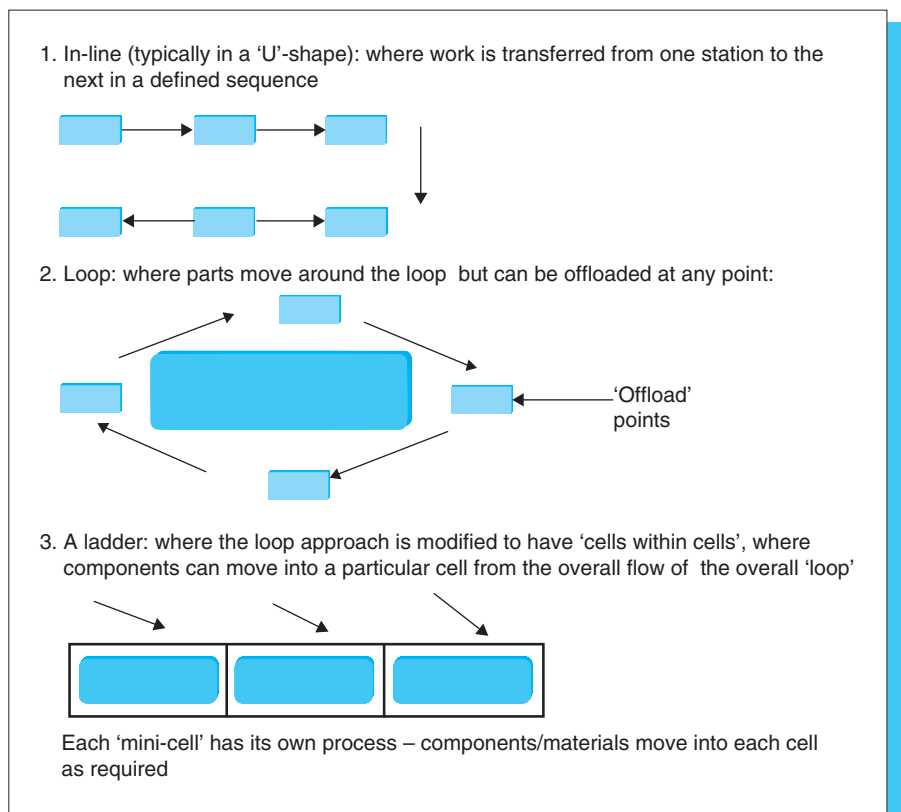 1. In-line (typically in a ‘U’-shape): where work is transferred from one station to the
next in a defined sequence
2. Loop: where parts move around the loop but can be offloaded at any point:
‘Offload’
points
3. A ladder: where the loop approach is modified to have ‘cells within cells’, where
components can move into a particular cell from the overall flow of the overall ‘loop’
Each ‘mini-cell’ has its own process – components/materials move into each cell
as required